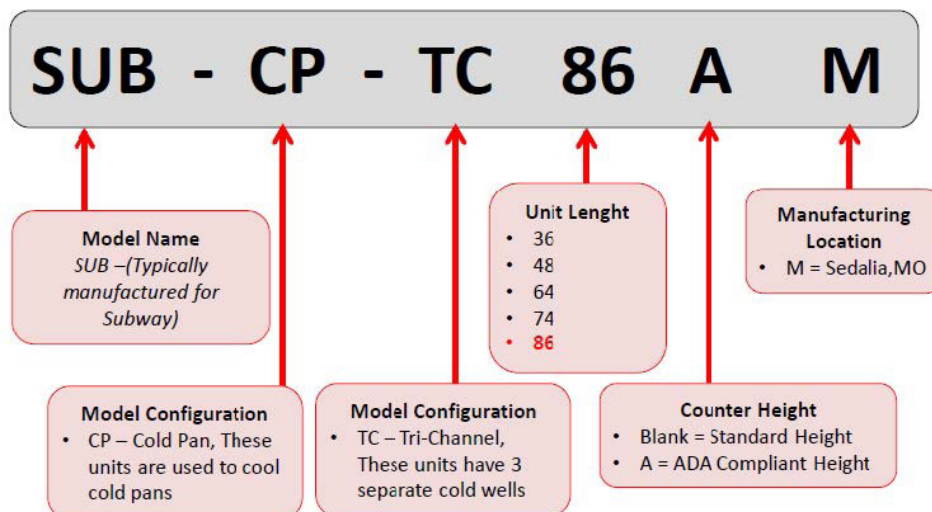 SUB - CP - TC 86 A M
Model Name
SUB –(Typically
manufactured for
Subway)
Unit Lenght
• 36
• 48
• 64
• 74
• 86
Manufacturing
Location
• M = Sedalia,MO
Model Configuration
• CP – Cold Pan, These
units are used to cool
cold pans
Model Configuration
• TC – Tri-Channel,
These units have 3
separate cold wells
Counter Height
• Blank = Standard Height
• A = ADA Compliant Height